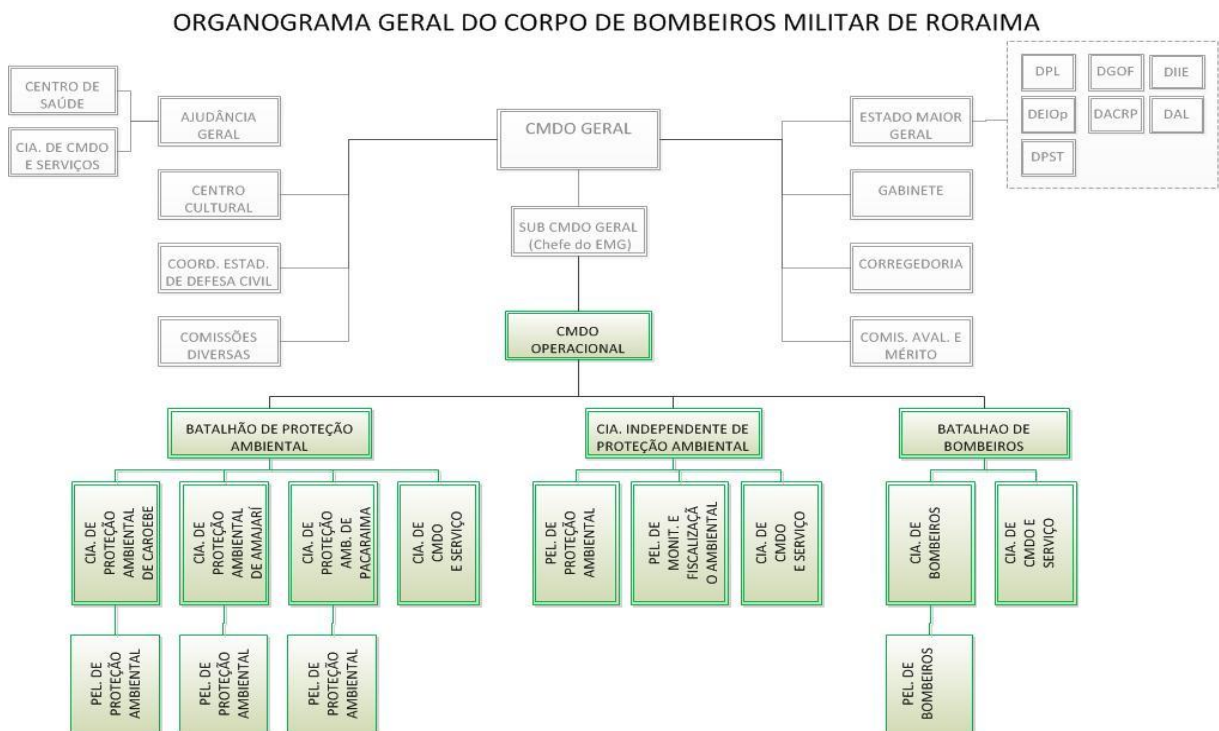 ORGANOGRAMA GERAL DO CORPO DE BOMBEIROS MILITAR DE RORAIMA
CENTRO DE
SAÚDE
CIA. DE CMDO
E SERVIÇOS
AJUDÂNCIA
GERAL
CENTRO
CULTURAL
COORD. ESTAD.
DE DEFESA CIVIL
COMISSÕES
DIVERSAS
CMDO GERAL
SUB CMDO GERAL
(Chefe do EMG)
CMDO
OPERACIONAL
ESTADO MAIOR
GERAL
GABINETE
CORREGEDORIA
COMIS. AVAL. E
MÉRITO
DPL
DGOF
DIIE
DEIOp
DACRP
DAL
DPST
BATALHÃO DE PROTEÇÃO
AMBIENTAL
CIA. INDEPENDENTE DE
PROTEÇÃO AMBIENTAL
BATALHAO DE
BOMBEIROS
CIA. DE
PROTEÇÃO
AMBIENTAL
DE CAROEBE
CIA. DE
PROTEÇÃO
AMBIENTAL
DE AMAJARÍ
CIA. DE
PROTEÇÃO
AMB. DE
PACARAIMA
CIA. DE
CMDO
E SERVIÇO
PEL. DE
PROTEÇÃO
AMBIENTAL
PEL. DE
MONIT. E
FISCALIZAÇÃ
O AMBIENTAL
CIA. DE
CMDO
E SERVIÇO
CIA. DE
BOMBEIROS
CIA. DE
CMDO E
SERVIÇO
PEL. DE
PROTEÇÃO
AMBIENTAL
PEL. DE
PROTEÇÃO
AMBIENTAL
PEL. DE
PROTEÇÃO
AMBIENTAL
PEL. DE
BOMBEIROS